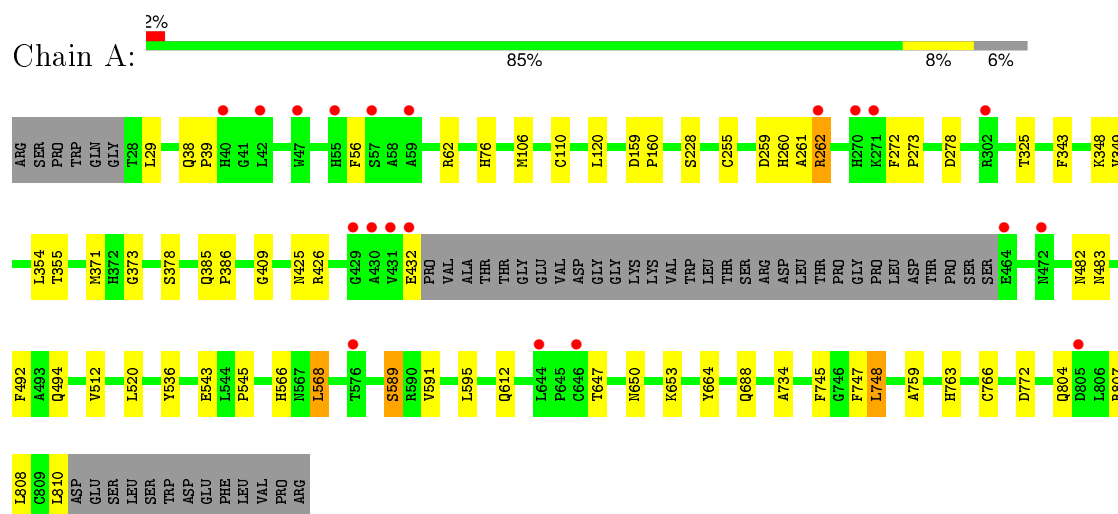 2%
Chain A:
85% 8% 6%
ARG SER PRO TRP GLN GLY T28 L29 Q38 P39 H40 G41 L42 W47 H55 F56 S57 A58 A59 R62 H76 M106 C110 L120 D159 P160 S228 C255 D259 H260 A261 R262 H270 K271 F272 P273 D278 R302 T325 F343 K348 V349
L354 T355 M371 H372 G373 S378 Q385 P386 G409 N425 R426 G429 A430 V431 E432 PRO VAL ALA THR THR GLY GLU VAL ASP GLY GLY LYS LYS VAL TRP LEU THR SER ARG ASP LEU THR PRO GLY PRO LEU ASP THR PRO SER SER E464 N472 N482 N483
F492 A493 Q494 V512 L520 Y536 E543 L544 P545 H566 N567 L568 T576 S589 R590 V591 L595 Q612 L644 P645 C646 T647 N650 K653 Y664 Q688 A734 F745 G746 F747 L748 A759 H763 C766 D772 Q804 D805 L806 R807
L808 C809 L810 ASP GLU SER LEU SER TRP ASP GLU PHE LEU VAL PRO ARG